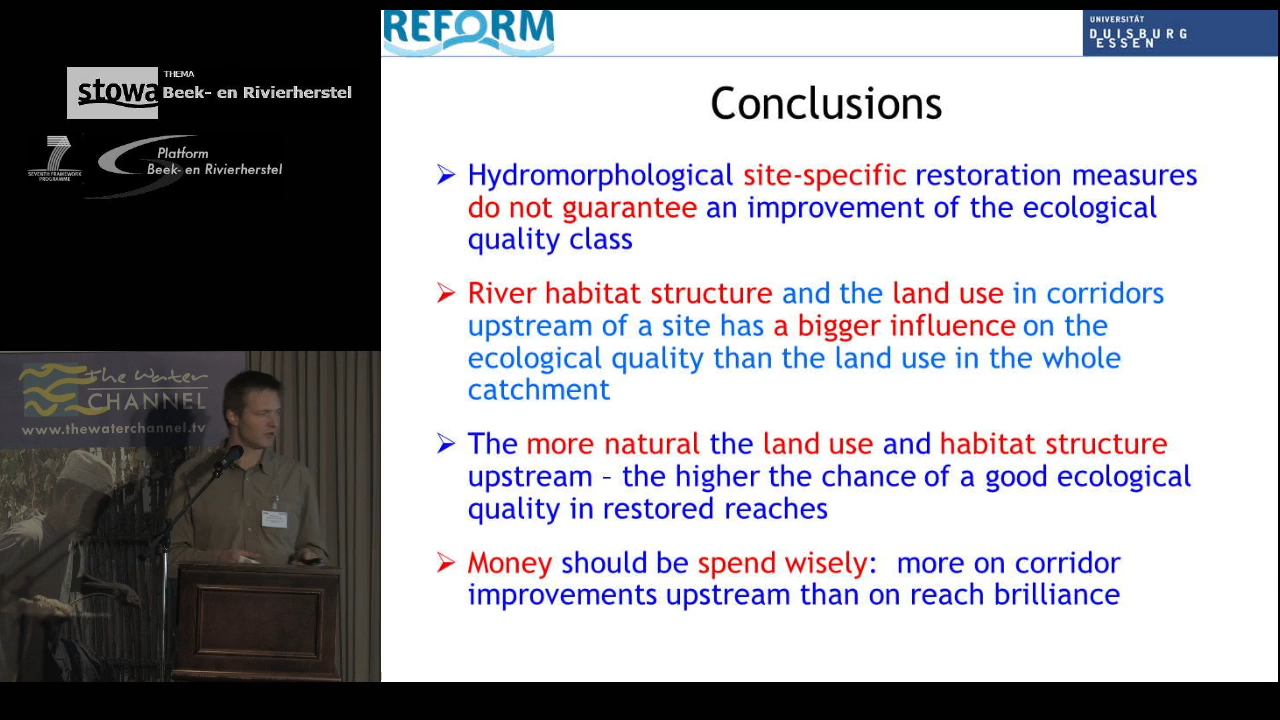 REFORM
UNIVERSITÄT
DUISBURG
ESSEN
stowa
THEMA
Beek- en Rivierherstel
7
SEVENTH FRAMEWORK
PROGRAMME
Platform
Beek- en Rivierherstel
Conclusions
Hydromorphological site-specific restoration measures
do not guarantee an improvement of the ecological
quality class
River habitat structure and the land use in corridors
upstream of a site has a bigger influence on the
ecological quality than the land use in the whole
catchment
The more natural the land use and habitat structure
upstream – the higher the chance of a good ecological
quality in restored reaches
Money should be spend wisely: more on corridor
improvements upstream than on reach brilliance
the water
CHANNEL
www.thewaterchannel.tv